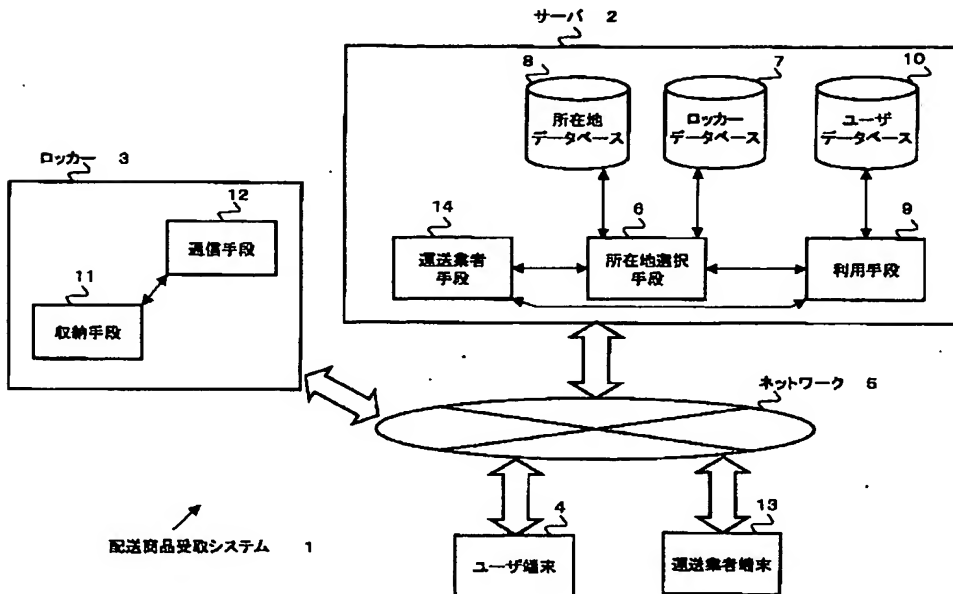 サーバ 2
8
7
10
所在地
データベース
ロッカー
データベース
ユーザ
データベース
ロッカー 3
12
通信手段
11
収納手段
14
運送業者
手段
6
所在地選択
手段
9
利用手段
ネットワーク 5
4
ユーザ端末
13
運送業者端末
配送商品受取システム 1